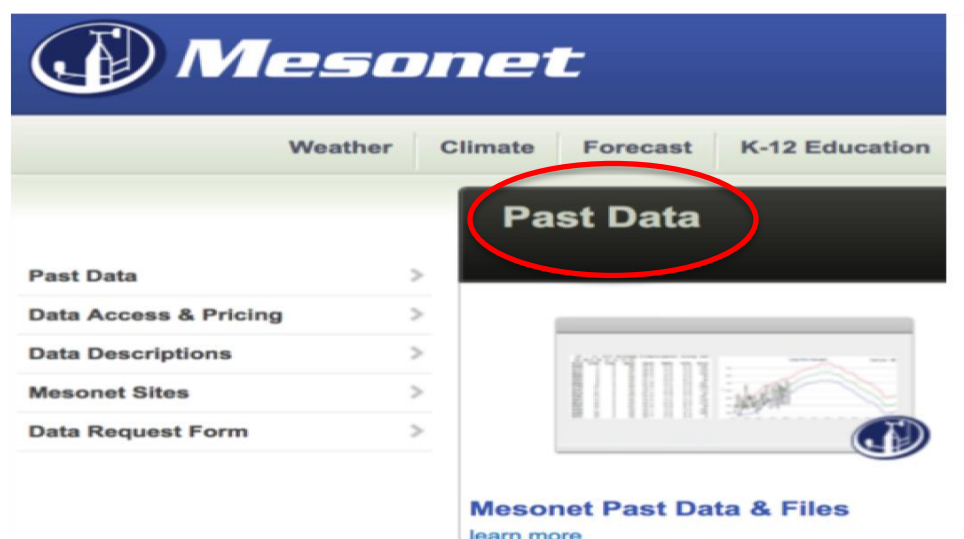 Mesonet
Weather Climate Forecast K-12 Education
Past Data
Past Data
Data Access & Pricing
Data Descriptions
Mesonet Sites
Data Request Form
Mesonet Past Data & Files
learn more